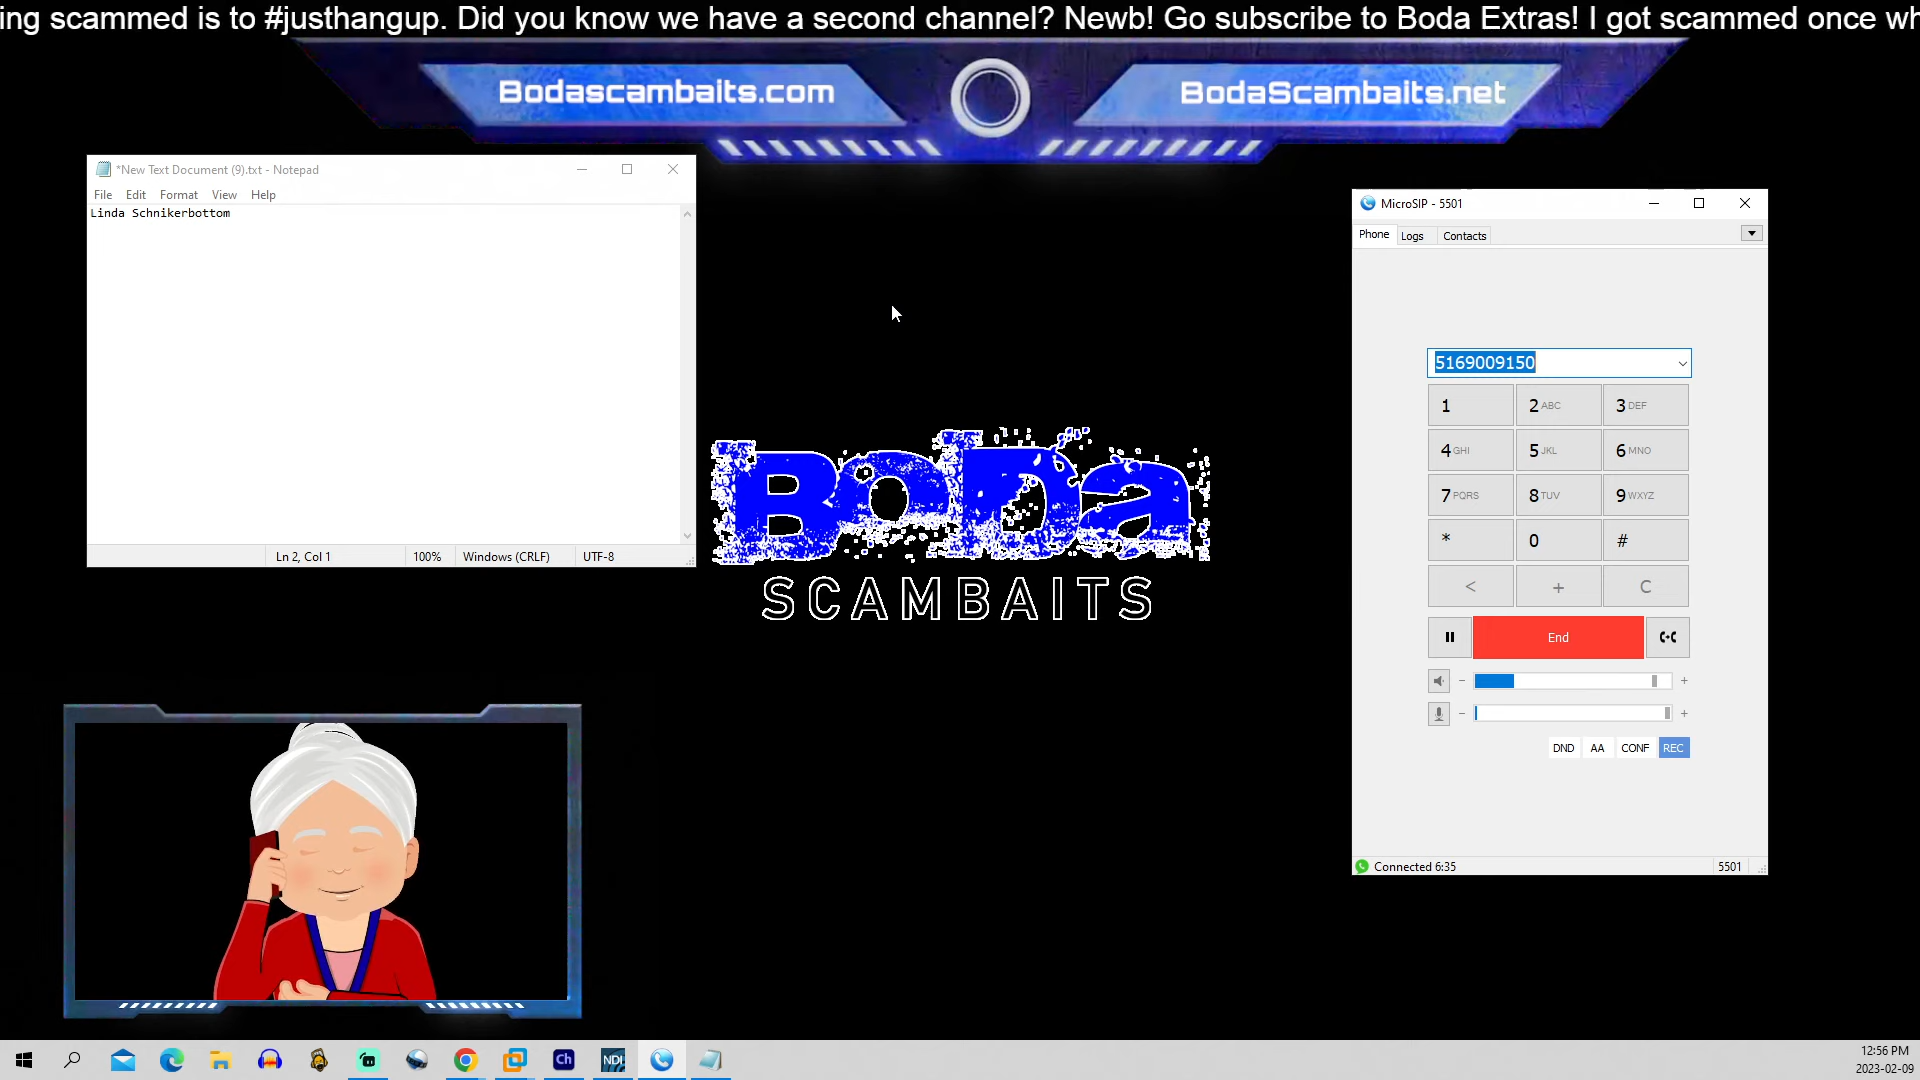 ing scammed is to #justhangup. Did you know we have a second channel? Newb! Go subscribe to Boda Extras! I got scammed once wh
Bodascambaits.com
BodaScambaits.net
*New Text Document (9).txt - Notepad
File Edit Format View Help
Linda Schnikerbottom
Ln 2, Col 1 100% Windows (CRLF) UTF-8
BoDa
SCAMBAITS
MicroSIP - 5501
Phone Logs Contacts
5169009150
1 2 ABC 3 DEF
4 GHI 5 JKL 6 MNO
7 PQRS 8 TUV 9 WXYZ
* 0 #
< + C
End
- +
- +
DND AA CONF REC
Connected 6:35 5501
Ch NDI
12:56 PM
2023-02-09